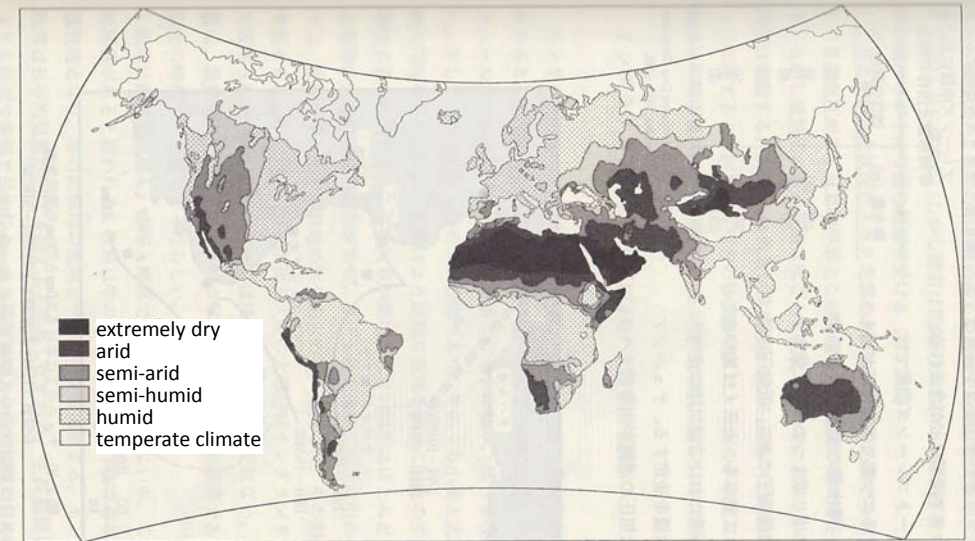 extremely dry
arid
semi-arid
semi-humid
humid
temperate climate